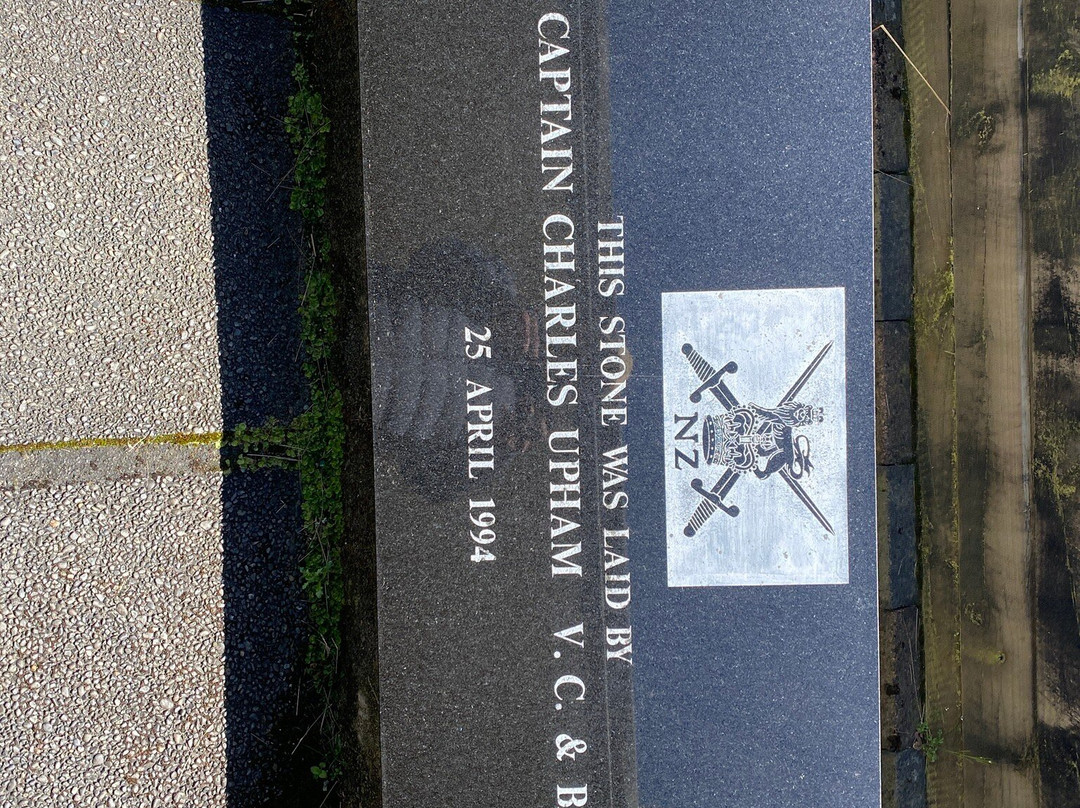 NZ
THIS STONE WAS LAID BY
CAPTAIN CHARLES UPHAM V. C. & B
25 APRIL 1994